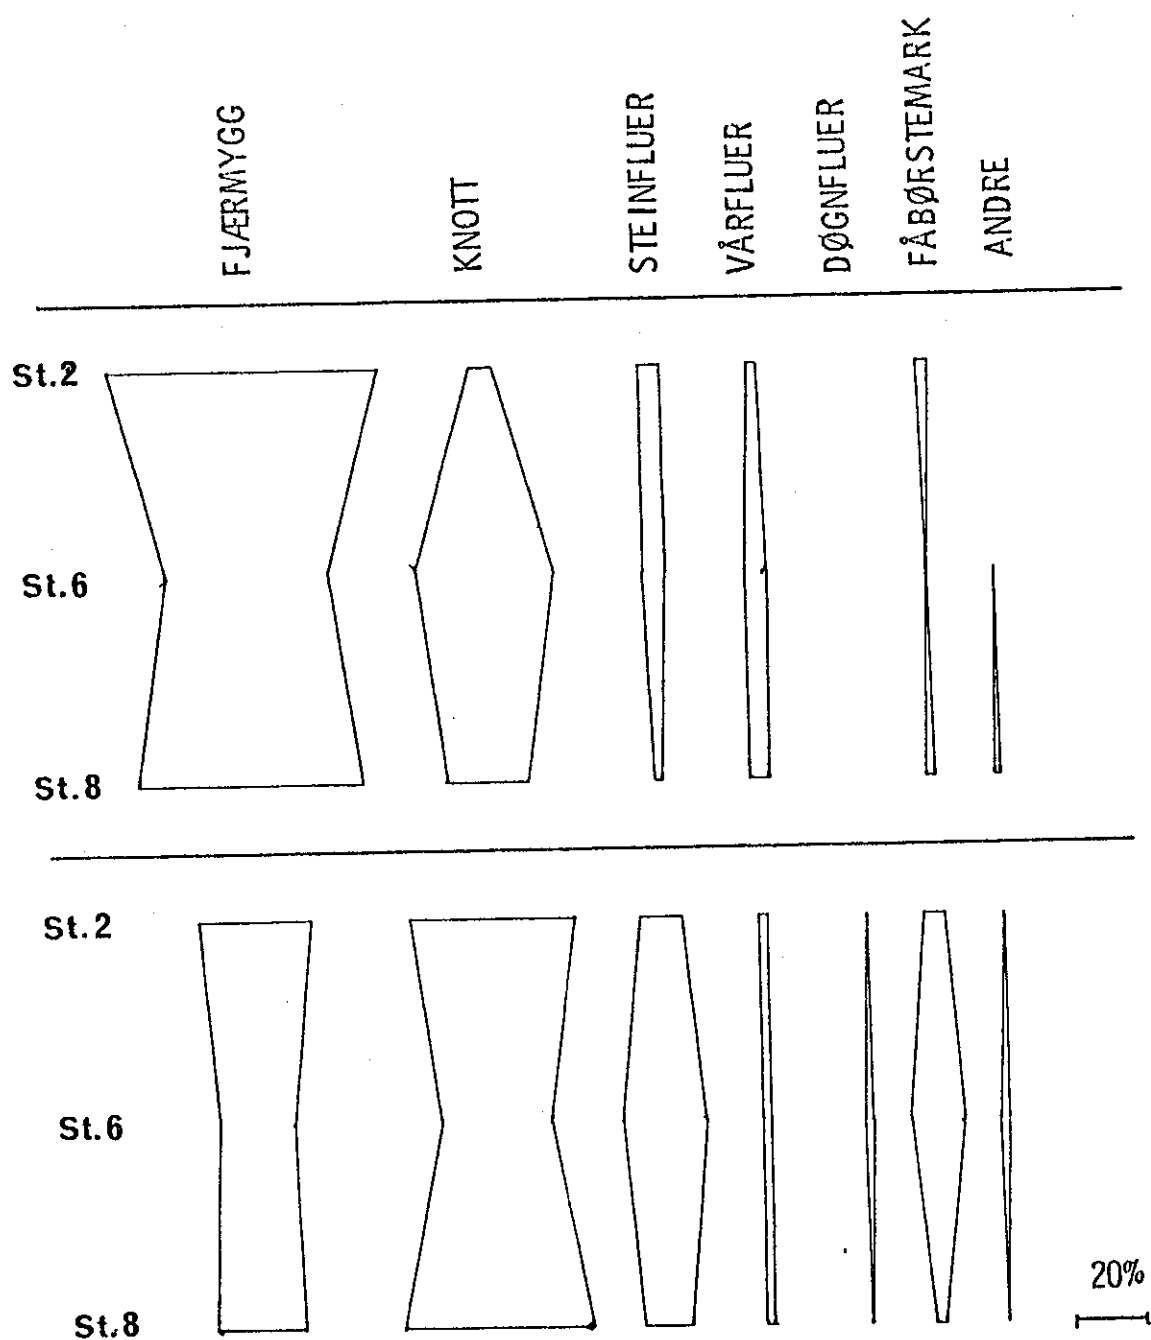 FJÆRMYGG
KNOTT
STEINFLUER
VÅRFLUER
DØGNFLUER
FÅBØRSTEMARK
ANDRE
St.2
St.6
St.8
St.2
St.6
St.8
20%